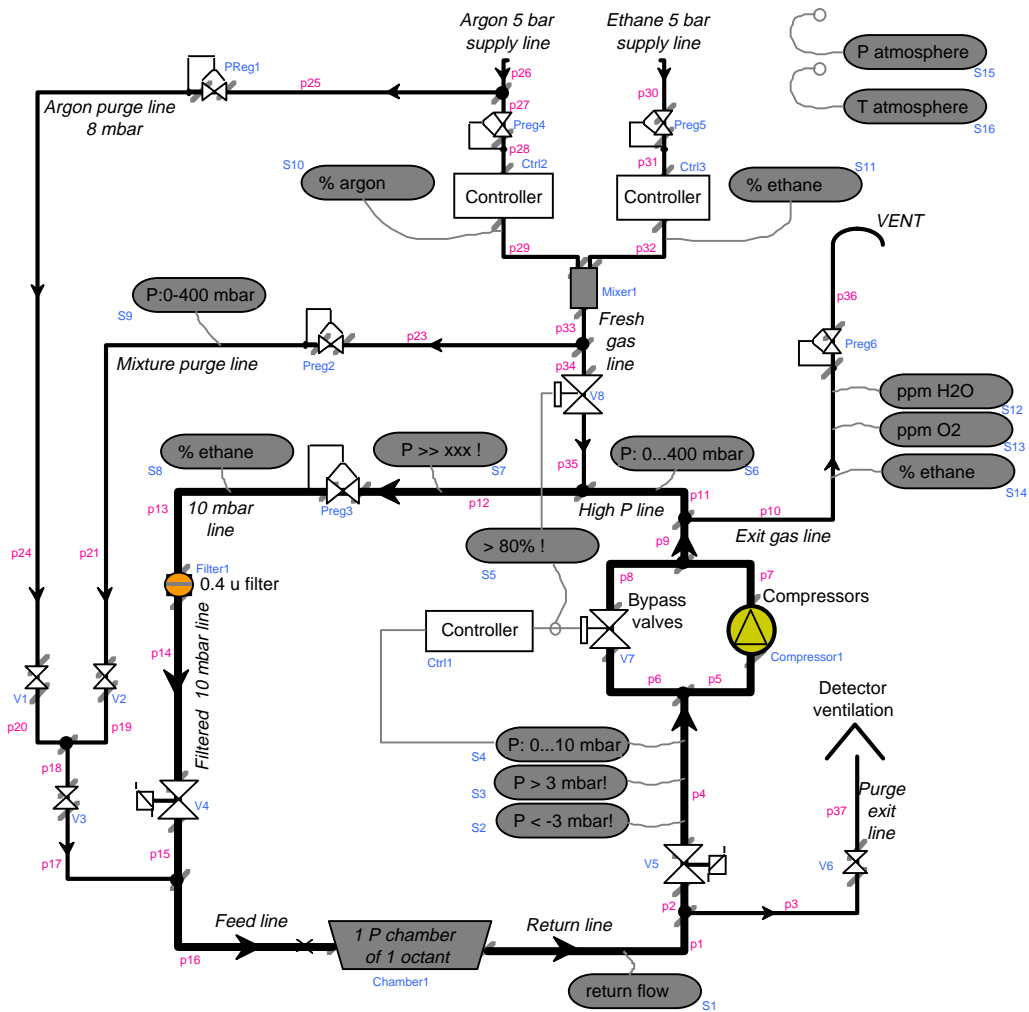 Argon 5 bar
supply line
Ethane 5 bar
supply line
P atmosphere
S15
T atmosphere
S16
PReg1
p25
p26
p27
p30
Argon purge line
8 mbar
Preg4
Preg5
p28
p31
S10
Ctrl2
Ctrl3
S11
% argon
Controller
Controller
% ethane
p29
p32
VENT
Mixer1
P:0-400 mbar
S9
p36
p33
Fresh
gas
line
p23
Preg6
Mixture purge line
Preg2
p34
V8
ppm H2O
S12
ppm O2
S13
% ethane
S14
% ethane
S8
P >> xxx !
S7
p35
P: 0...400 mbar
S6
p13
10 mbar
line
Preg3
p12
High P line
p11
p10
Exit gas line
p9
> 80% !
S5
p24
p21
Filter1
0.4 u filter
p8
p7
Bypass
valves
Compressors
Controller
Ctrl1
V7
Compressor1
p14
Filtered 10 mbar line
p6
p5
V1
V2
p20
p19
Detector
ventilation
p18
P: 0...10 mbar
S4
P > 3 mbar!
S3
p4
P < -3 mbar!
S2
V3
V4
p37
Purge
exit
line
p17
p15
V5
V6
p2
p3
Feed line
1 P chamber
of 1 octant
Return line
p1
p16
Chamber1
return flow
S1